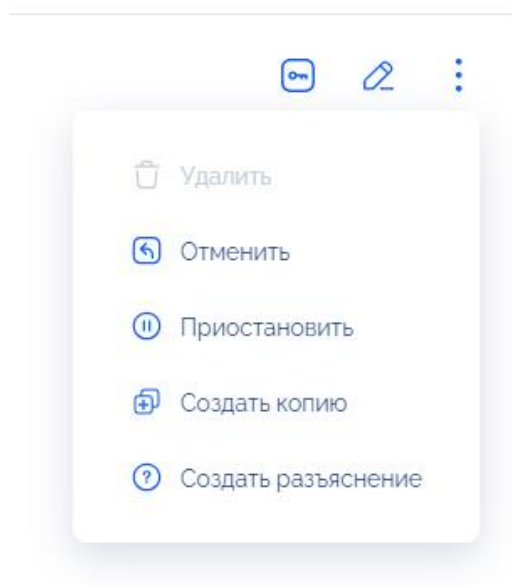 Удалить
Отменить
Приостановить
Создать копию
Создать разъяснение